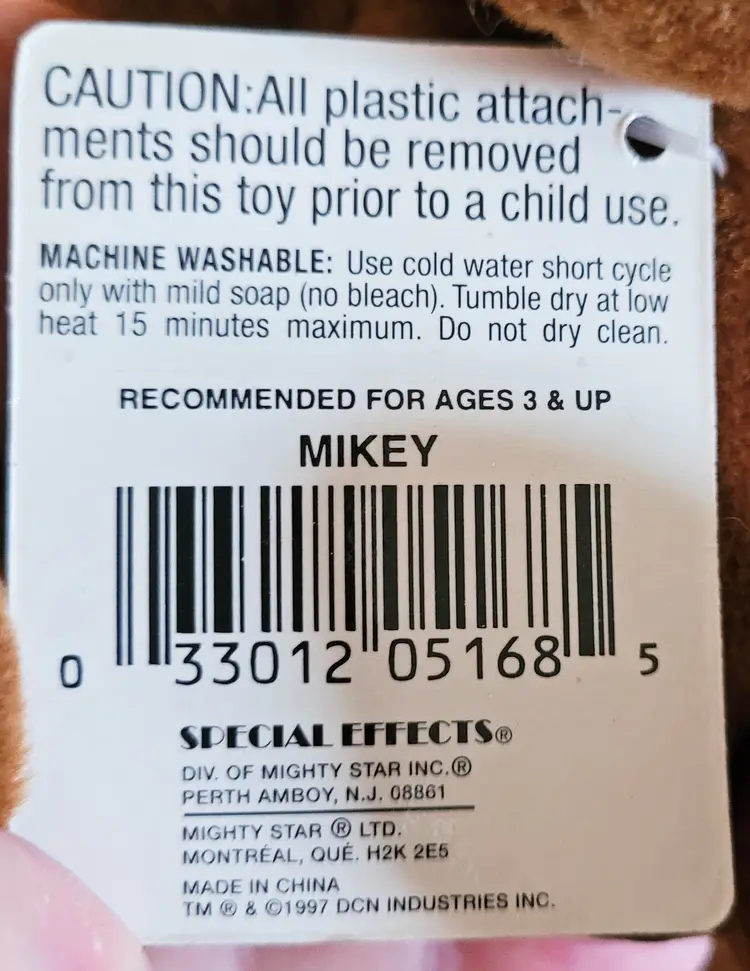 CAUTION:All plastic attach-
ments should be removed
from this toy prior to a child use.
MACHINE WASHABLE: Use cold water short cycle
only with mild soap (no bleach). Tumble dry at low
heat 15 minutes maximum. Do not dry clean.
RECOMMENDED FOR AGES 3 & UP
MIKEY
0 33012 05168 5
SPECIAL EFFECTS®
DIV. OF MIGHTY STAR INC.®
PERTH AMBOY, N.J. 08861
MIGHTY STAR ® LTD.
MONTRÉAL, QUÉ. H2K 2E5
MADE IN CHINA
TM ® & ©1997 DCN INDUSTRIES INC.